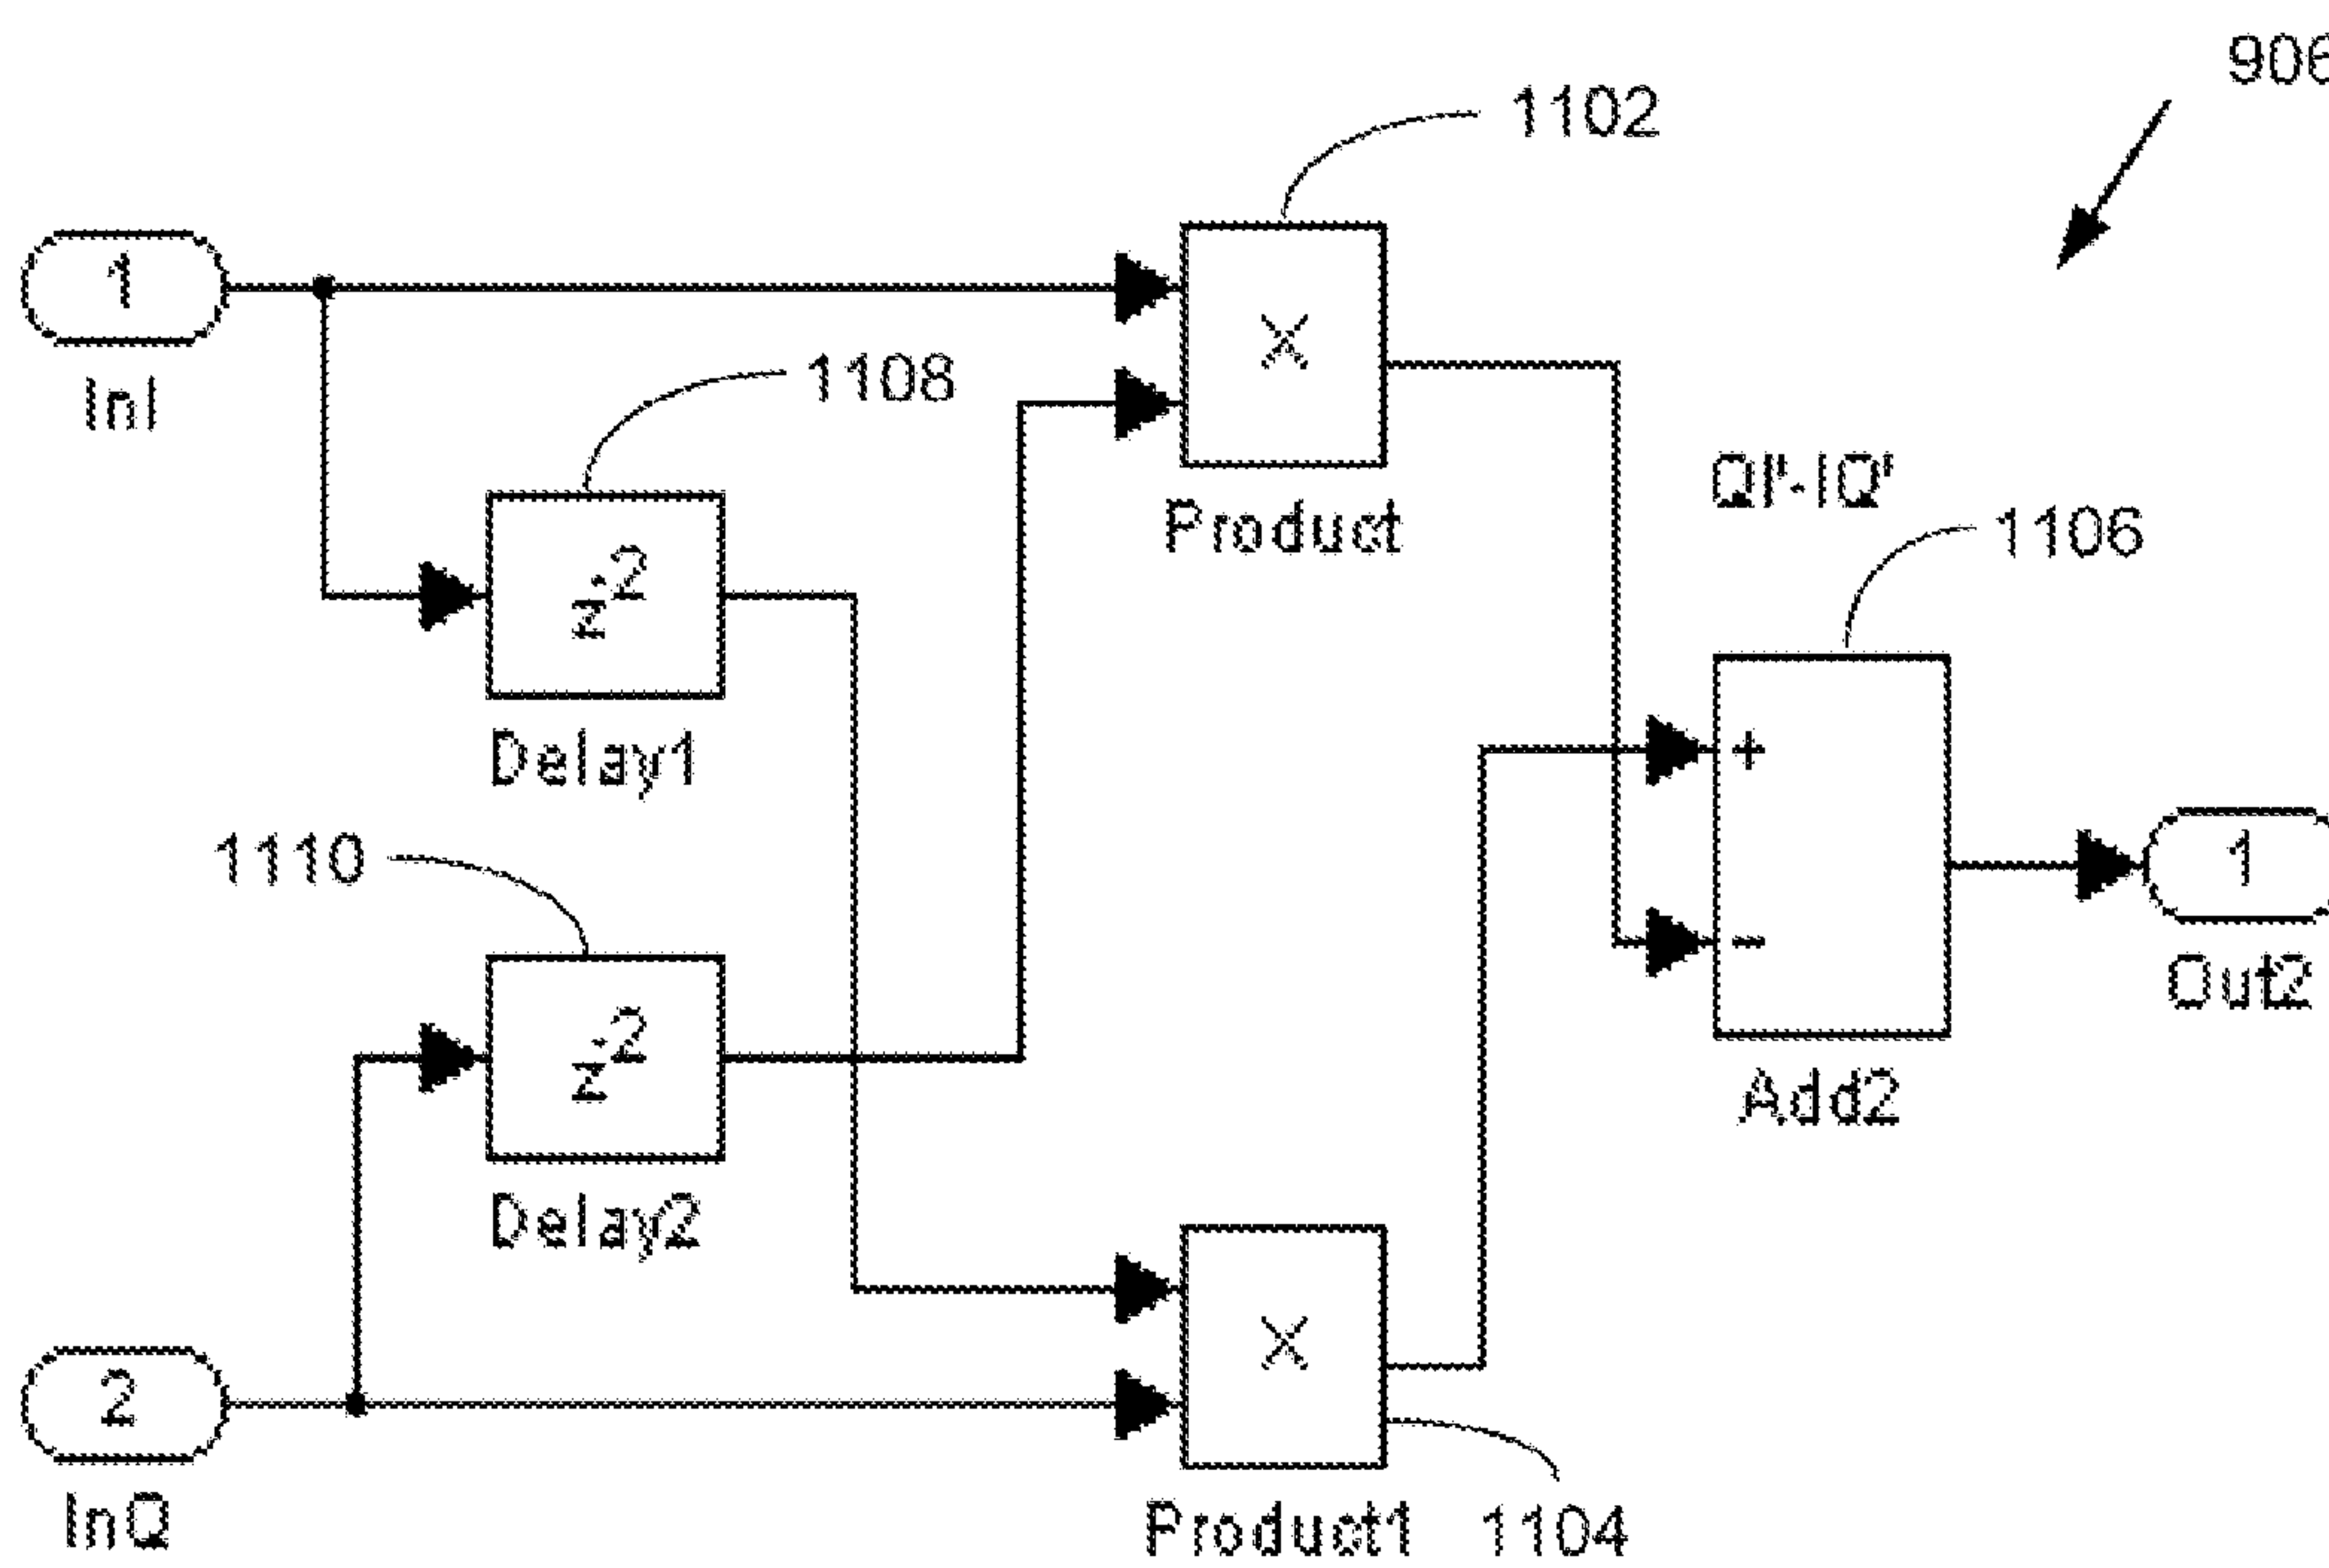 906
1102
1
InI
1108
×
z-2
Product
QI'-IQ'
1106
Delay1
+
1110
-
1
Out2
z-2
Add2
Delay2
×
2
InQ
Product1
1104